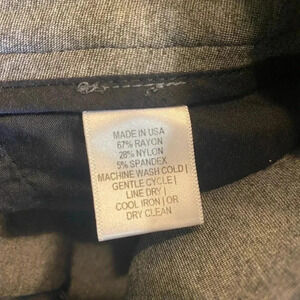 MADE IN USA
67% RAYON
28% NYLON
5% SPANDEX
MACHINE WASH COLD |
GENTLE CYCLE |
LINE DRY |
COOL IRON | OR
DRY CLEAN